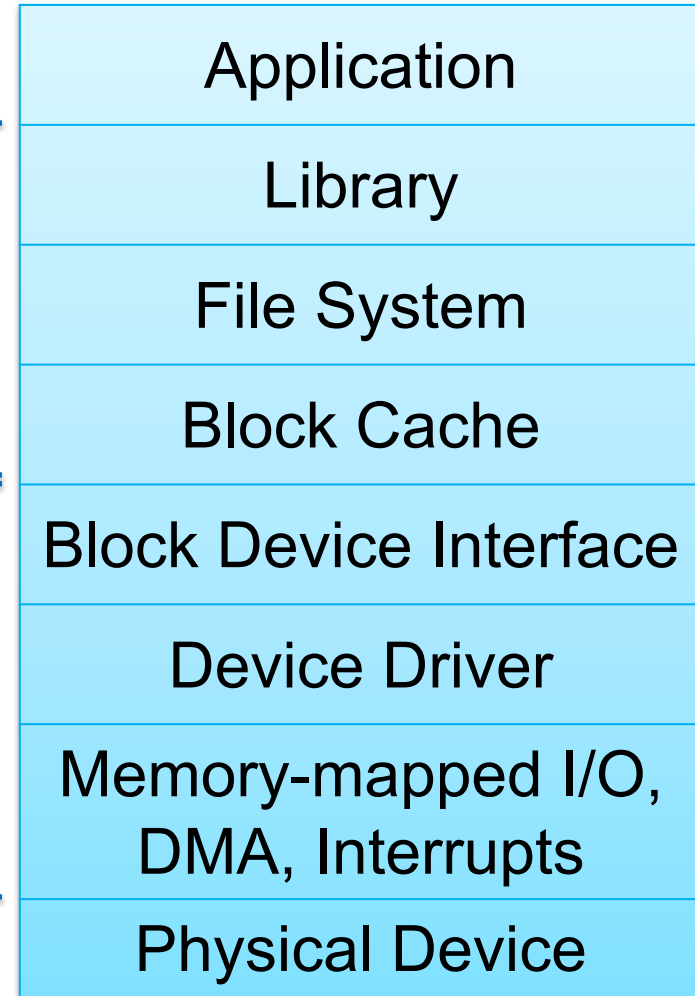 Application
Library
File System
Block Cache
Block Device Interface
Device Driver
Memory-mapped I/O,
DMA, Interrupts
Physical Device